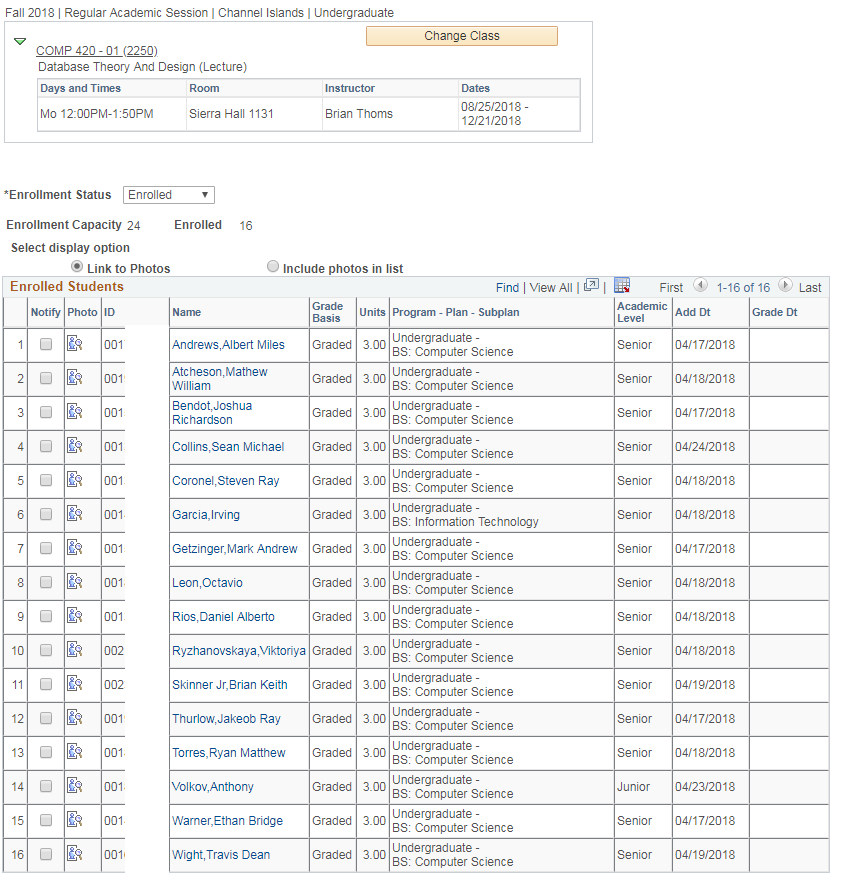 Fall 2018 | Regular Academic Session | Channel Islands | Undergraduate
Change Class
COMP 420 - 01 (2250)
Database Theory And Design (Lecture)
Days and Times Room Instructor Dates
Mo 12:00PM-1:50PM Sierra Hall 1131 Brian Thoms 08/25/2018 -
12/21/2018
*Enrollment Status Enrolled
Enrollment Capacity 24 Enrolled 16
Select display option
Link to Photos Include photos in list
Enrolled Students Find | View All | | First 1-16 of 16 Last
Notify Photo ID Name Grade Basis Units Program - Plan - Subplan Academic Level Add Dt Grade Dt
1 001 Andrews,Albert Miles Graded 3.00 Undergraduate -
BS: Computer Science Senior 04/17/2018
2 001 Atcheson,Mathew
William Graded 3.00 Undergraduate -
BS: Computer Science Senior 04/18/2018
3 001 Bendot,Joshua
Richardson Graded 3.00 Undergraduate -
BS: Computer Science Senior 04/17/2018
4 001 Collins,Sean Michael Graded 3.00 Undergraduate -
BS: Computer Science Senior 04/24/2018
5 001 Coronel,Steven Ray Graded 3.00 Undergraduate -
BS: Computer Science Senior 04/18/2018
6 001 Garcia,Irving Graded 3.00 Undergraduate -
BS: Information Technology Senior 04/18/2018
7 001 Getzinger,Mark Andrew Graded 3.00 Undergraduate -
BS: Computer Science Senior 04/17/2018
8 001 Leon,Octavio Graded 3.00 Undergraduate -
BS: Computer Science Senior 04/18/2018
9 001 Rios,Daniel Alberto Graded 3.00 Undergraduate -
BS: Computer Science Senior 04/17/2018
10 002 Ryzhanovskaya,Viktoriya Graded 3.00 Undergraduate -
BS: Computer Science Senior 04/18/2018
11 002 Skinner Jr,Brian Keith Graded 3.00 Undergraduate -
BS: Computer Science Senior 04/19/2018
12 001 Thurlow,Jakeob Ray Graded 3.00 Undergraduate -
BS: Computer Science Senior 04/17/2018
13 001 Torres,Ryan Matthew Graded 3.00 Undergraduate -
BS: Computer Science Senior 04/18/2018
14 001 Volkov,Anthony Graded 3.00 Undergraduate -
BS: Computer Science Junior 04/23/2018
15 001 Warner,Ethan Bridge Graded 3.00 Undergraduate -
BS: Computer Science Senior 04/17/2018
16 001 Wight,Travis Dean Graded 3.00 Undergraduate -
BS: Computer Science Senior 04/19/2018